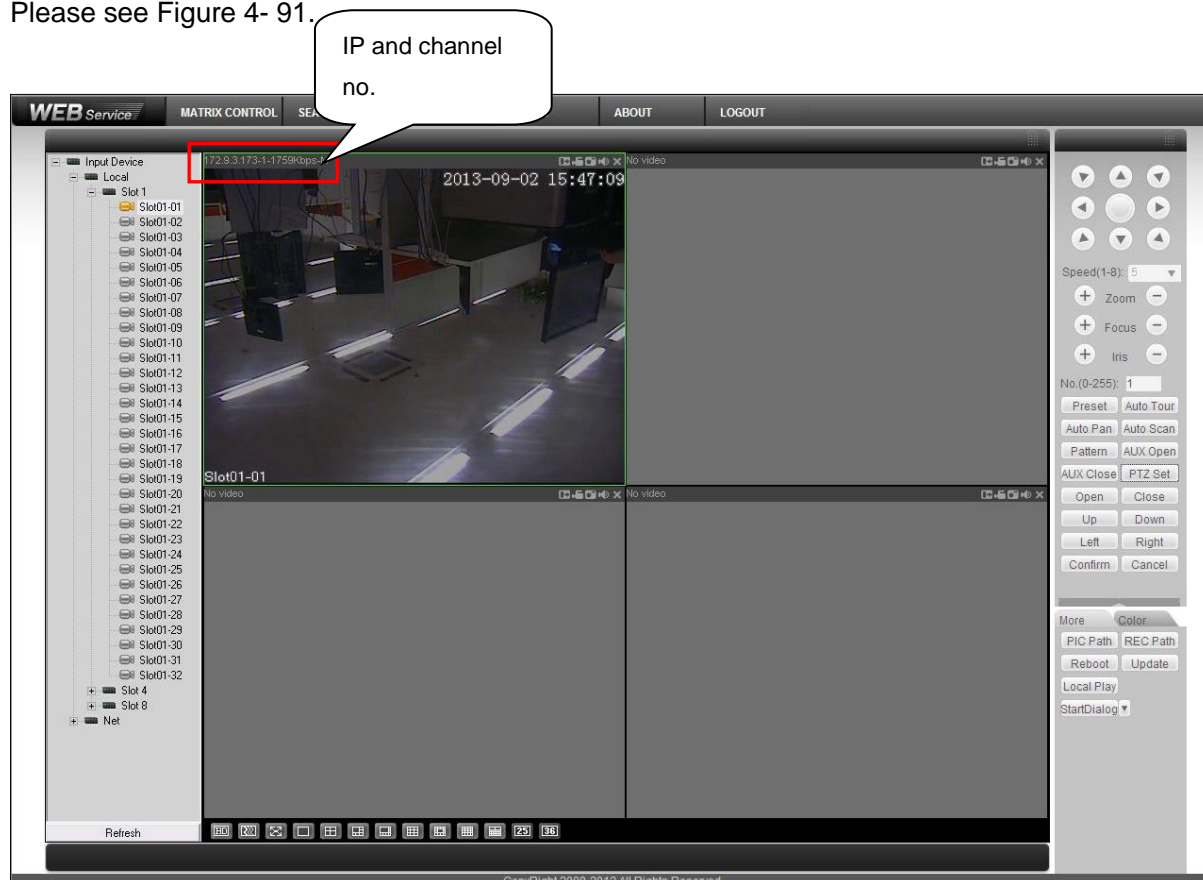 Please see Figure 4- 91.
IP and channel
no.
WEB Service
MATRIX CONTROL
ABOUT
LOGOUT
Input Device
Local
Slot 1
Slot01-01
Slot01-02
Slot01-03
Slot01-04
Slot01-05
Slot01-06
Slot01-07
Slot01-08
Slot01-09
Slot01-10
Slot01-11
Slot01-12
Slot01-13
Slot01-14
Slot01-15
Slot01-16
Slot01-17
Slot01-18
Slot01-19
Slot01-20
Slot01-21
Slot01-22
Slot01-23
Slot01-24
Slot01-25
Slot01-26
Slot01-27
Slot01-28
Slot01-29
Slot01-30
Slot01-31
Slot01-32
Slot 4
Slot 8
Net
Refresh
172.9.3.173-1-1759Kbps-
2013-09-02 15:47:09
Slot01-01
No video
No video
No video
HQ
25 36
Speed(1-8): 5
Zoom
Focus
Iris
No.(0-255): 1
Preset Auto Tour
Auto Pan Auto Scan
Pattern AUX Open
AUX Close PTZ Set
Open Close
Up Down
Left Right
Confirm Cancel
More Color
PIC Path REC Path
Reboot Update
Local Play
StartDialog